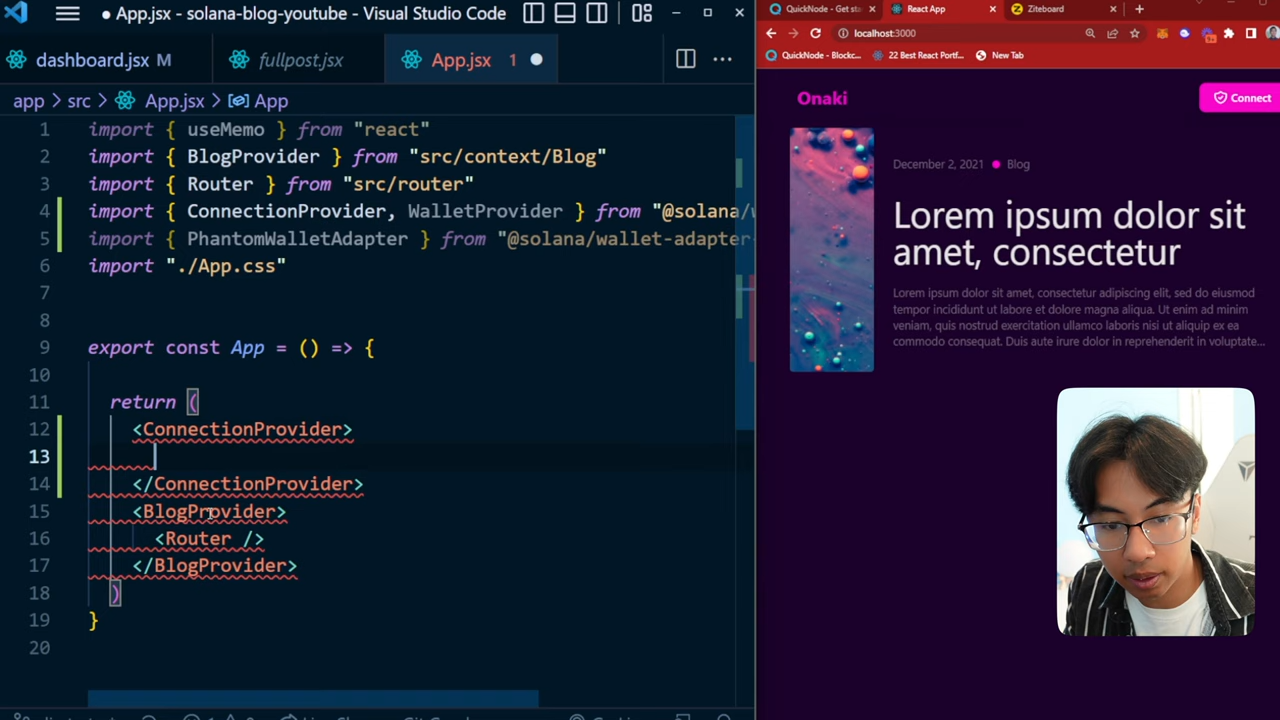 App.jsx - solana-blog-youtube - Visual Studio Code
dashboard.jsx M
fullpost.jsx
App.jsx 1
app > src > App.jsx > App
1 import { useMemo } from "react"
2 import { BlogProvider } from "src/context/Blog"
3 import { Router } from "src/router"
4 import { ConnectionProvider, WalletProvider } from "@solana/w
5 import { PhantomWalletAdapter } from "@solana/wallet-adapter-
6 import "./App.css"
7
8
9 export const App = () => {
10
11 return (
12 <ConnectionProvider>
13
14 </ConnectionProvider>
15 <BlogProvider>
16 <Router />
17 </BlogProvider>
18 )
19 }
20
QuickNode - Get sta
React App
Ziteboard
localhost:3000
QuickNode - Blockc...
22 Best React Portf...
New Tab
Onaki
Connect
December 2, 2021 Blog
Lorem ipsum dolor sit
amet, consectetur
Lorem ipsum dolor sit amet, consectetur adipiscing elit, sed do eiusmod
tempor incididunt ut labore et dolore magna aliqua. Ut enim ad minim
veniam, quis nostrud exercitation ullamco laboris nisi ut aliquip ex ea
commodo consequat. Duis aute irure dolor in reprehenderit in voluptate...